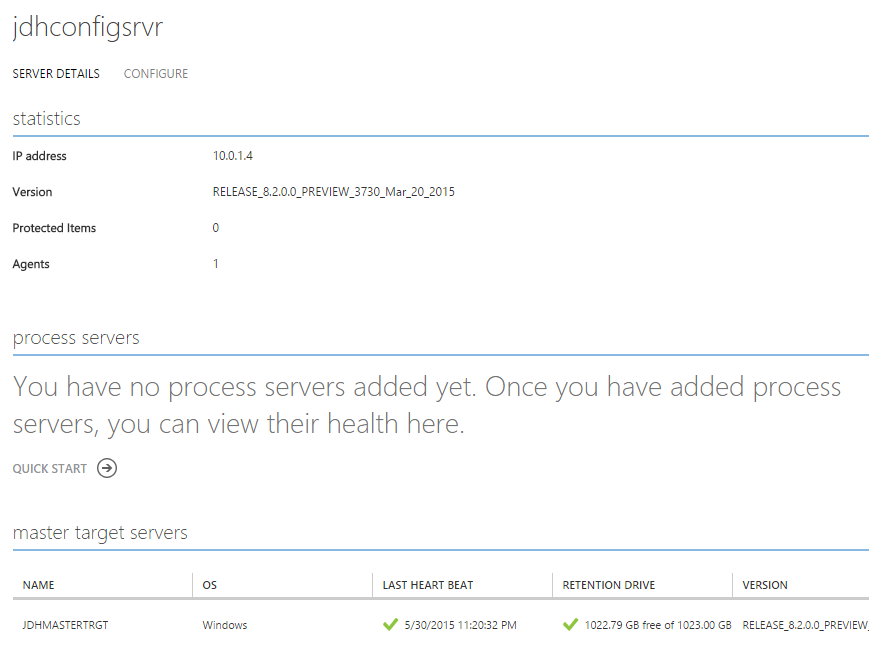 jdhconfigsrvr
SERVER DETAILS CONFIGURE
statistics
IP address 10.0.1.4
Version RELEASE_8.2.0.0_PREVIEW_3730_Mar_20_2015
Protected Items 0
Agents 1
process servers
You have no process servers added yet. Once you have added process
servers, you can view their health here.
QUICK START
master target servers
NAME OS LAST HEART BEAT RETENTION DRIVE VERSION
JDHMASTERTRGT Windows 5/30/2015 11:20:32 PM 1022.79 GB free of 1023.00 GB RELEASE_8.2.0.0_PREVIEW_